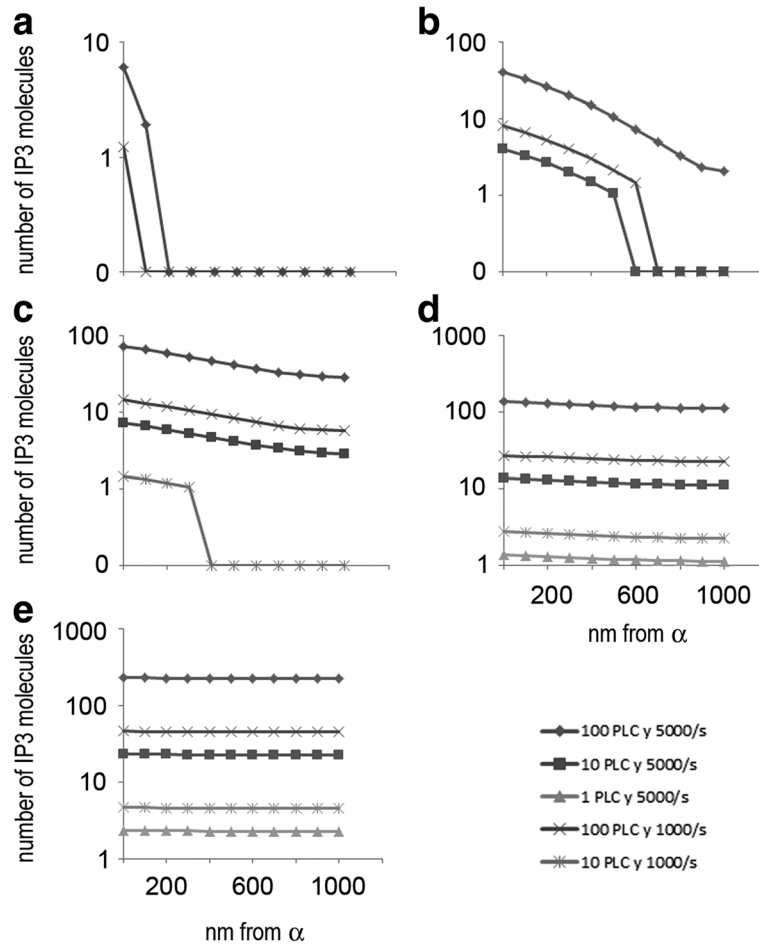 a
number of IP3 molecules
10
1
0
b
100
10
1
0
c
number of IP3 molecules
100
10
1
0
d
1000
100
10
1
200 600 1000
nm from α
e
number of IP3 molecules
1000
100
10
1
200 600 1000
nm from α
100 PLC y 5000/s
10 PLC y 5000/s
1 PLC y 5000/s
100 PLC y 1000/s
10 PLC y 1000/s